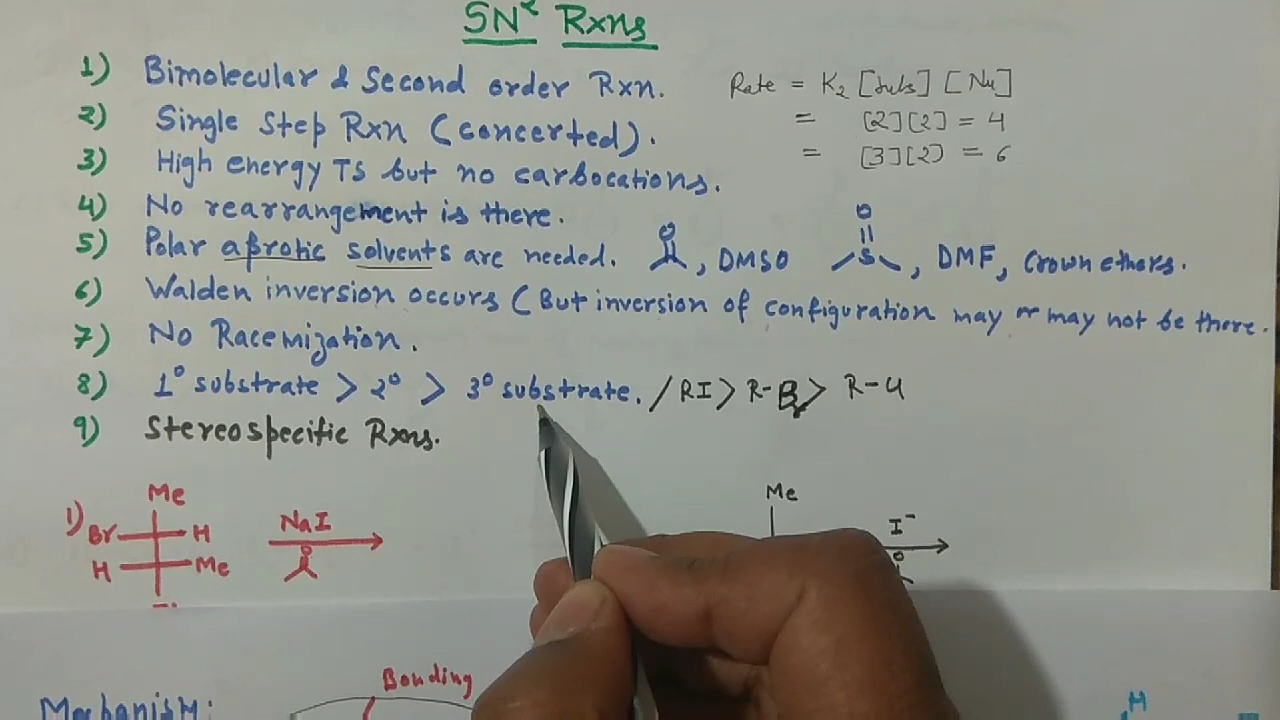 SN² Rxns
1) Bimolecular & Second order Rxn. Rate = K₂ [Subs] [Nu]
= [2][2] = 4
2) Single Step Rxn (concerted).
= [3][2] = 6
3) High energy TS but no carbocations.
4) No rearrangement is there.
5) Polar aprotic solvents are needed. O, DMSO O S, DMF, Crown ethers.
6) Walden inversion occurs (But inversion of configuration may or may not be there.
7) No Racemization.
8) 1° substrate > 2° > 3° substrate. / RI > R-Br > R-Cl
9) Stereospecific Rxns.
1) Me
Br H
H Me
NaI
O
Me
I⁻
O
Bonding
Mechanism:
H